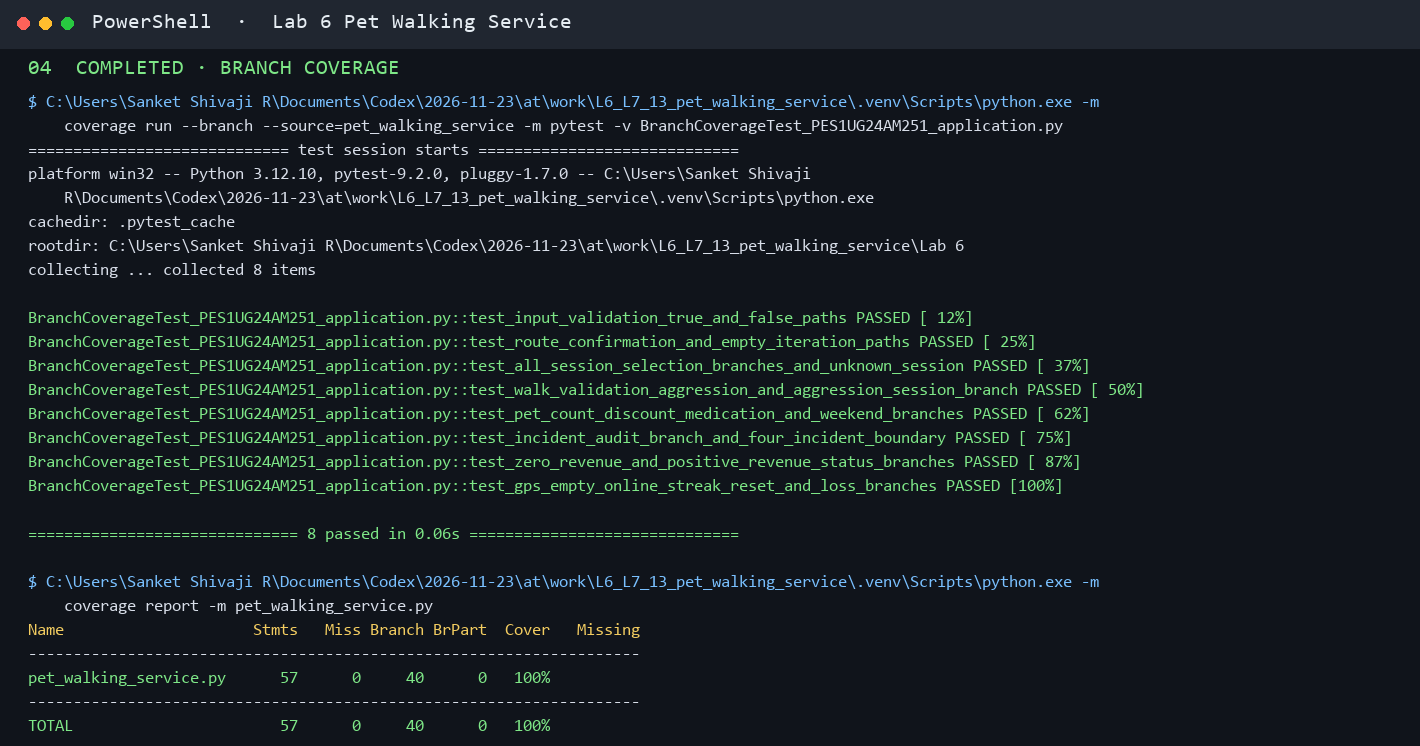 PowerShell  ·  Lab 6 Pet Walking Service
04  COMPLETED · BRANCH COVERAGE
$ C:\Users\Sanket Shivaji R\Documents\Codex\2026-11-23\at\work\L6_L7_13_pet_walking_service\.venv\Scripts\python.exe -m
    coverage run --branch --source=pet_walking_service -m pytest -v BranchCoverageTest_PES1UG24AM251_application.py
============================= test session starts =============================
platform win32 -- Python 3.12.10, pytest-9.2.0, pluggy-1.7.0 -- C:\Users\Sanket Shivaji
    R\Documents\Codex\2026-11-23\at\work\L6_L7_13_pet_walking_service\.venv\Scripts\python.exe
cachedir: .pytest_cache
rootdir: C:\Users\Sanket Shivaji R\Documents\Codex\2026-11-23\at\work\L6_L7_13_pet_walking_service\Lab 6
collecting ... collected 8 items
BranchCoverageTest_PES1UG24AM251_application.py::test_input_validation_true_and_false_paths PASSED [ 12%]
BranchCoverageTest_PES1UG24AM251_application.py::test_route_confirmation_and_empty_iteration_paths PASSED [ 25%]
BranchCoverageTest_PES1UG24AM251_application.py::test_all_session_selection_branches_and_unknown_session PASSED [ 37%]
BranchCoverageTest_PES1UG24AM251_application.py::test_walk_validation_aggression_and_aggression_session_branch PASSED [ 50%]
BranchCoverageTest_PES1UG24AM251_application.py::test_pet_count_discount_medication_and_weekend_branches PASSED [ 62%]
BranchCoverageTest_PES1UG24AM251_application.py::test_incident_audit_branch_and_four_incident_boundary PASSED [ 75%]
BranchCoverageTest_PES1UG24AM251_application.py::test_zero_revenue_and_positive_revenue_status_branches PASSED [ 87%]
BranchCoverageTest_PES1UG24AM251_application.py::test_gps_empty_online_streak_reset_and_loss_branches PASSED [100%]
============================== 8 passed in 0.06s ==============================
$ C:\Users\Sanket Shivaji R\Documents\Codex\2026-11-23\at\work\L6_L7_13_pet_walking_service\.venv\Scripts\python.exe -m
    coverage report -m pet_walking_service.py
Name                     Stmts   Miss Branch BrPart  Cover   Missing
--------------------------------------------------------------------
pet_walking_service.py      57      0     40      0   100%
--------------------------------------------------------------------
TOTAL                       57      0     40      0   100%